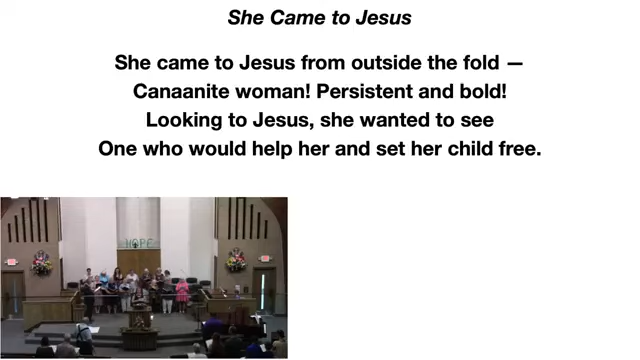 She Came to Jesus
She came to Jesus from outside the fold —
Canaanite woman! Persistent and bold!
Looking to Jesus, she wanted to see
One who would help her and set her child free.
HOPE